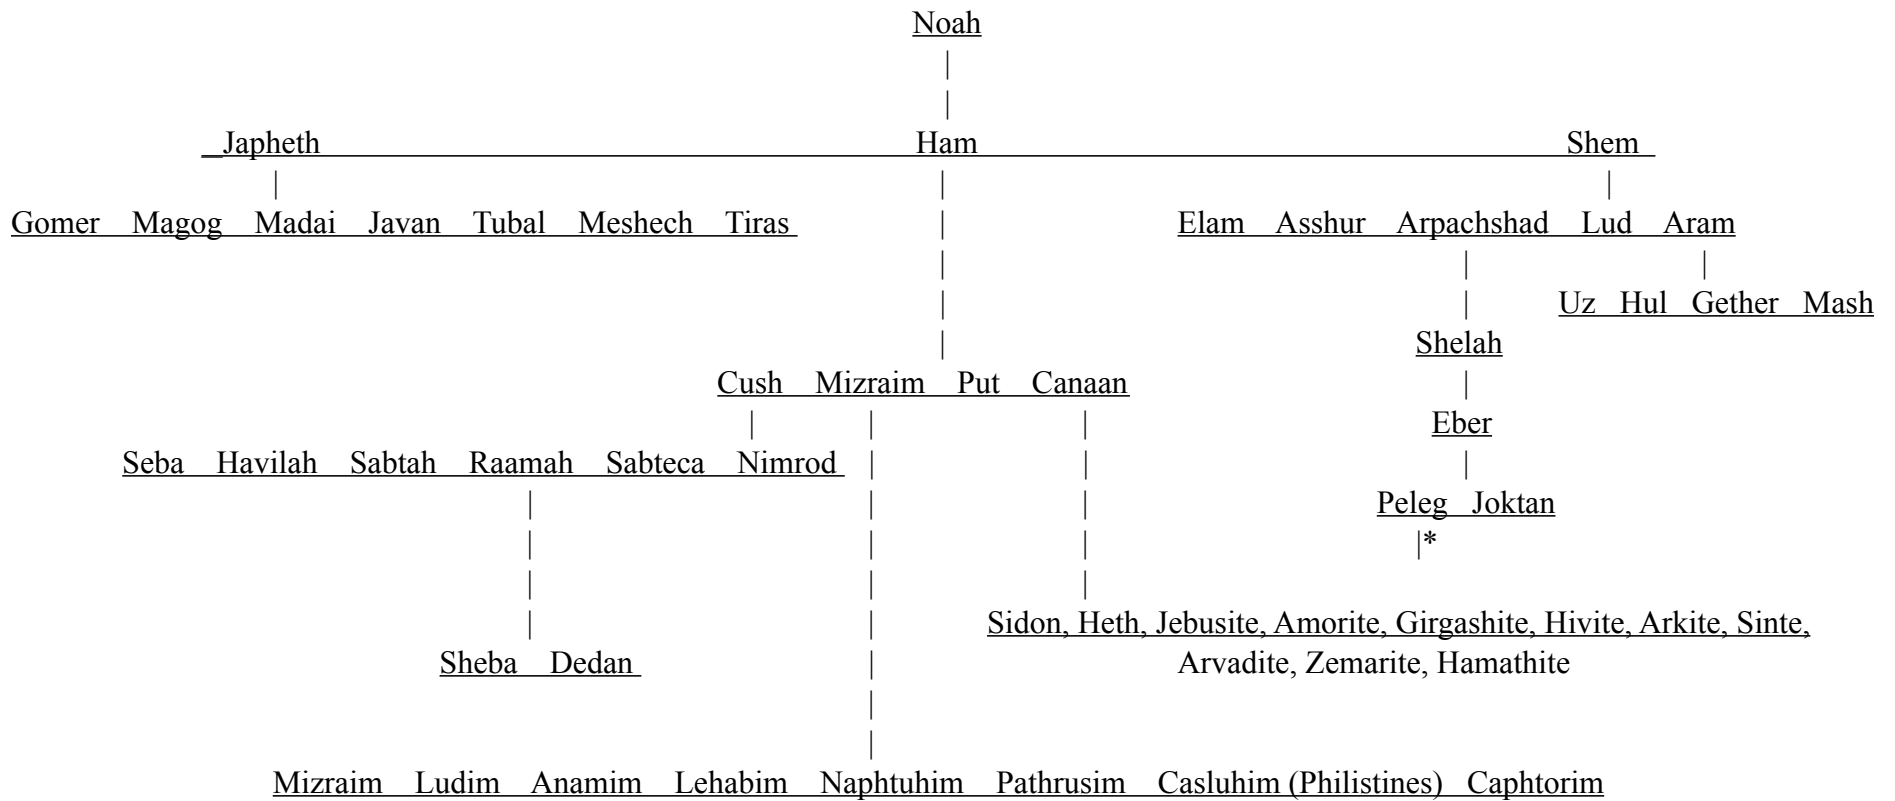 Noah
Japheth Ham Shem
Gomer Magog Madai Javan Tubal Meshech Tiras Elam Asshur Arpachshad Lud Aram
Uz Hul Gether Mash
Shelah
Cush Mizraim Put Canaan
Eber
Seba Havilah Sabtah Raamah Sabteca Nimrod
Peleg Joktan
*
Sidon, Heth, Jebusite, Amorite, Girgashite, Hivite, Arkite, Sinte,
Sheba Dedan Arvadite, Zemarite, Hamathite
Mizraim Ludim Anamim Lehabim Naphtuhim Pathrusim Casluhim (Philistines) Caphtorim